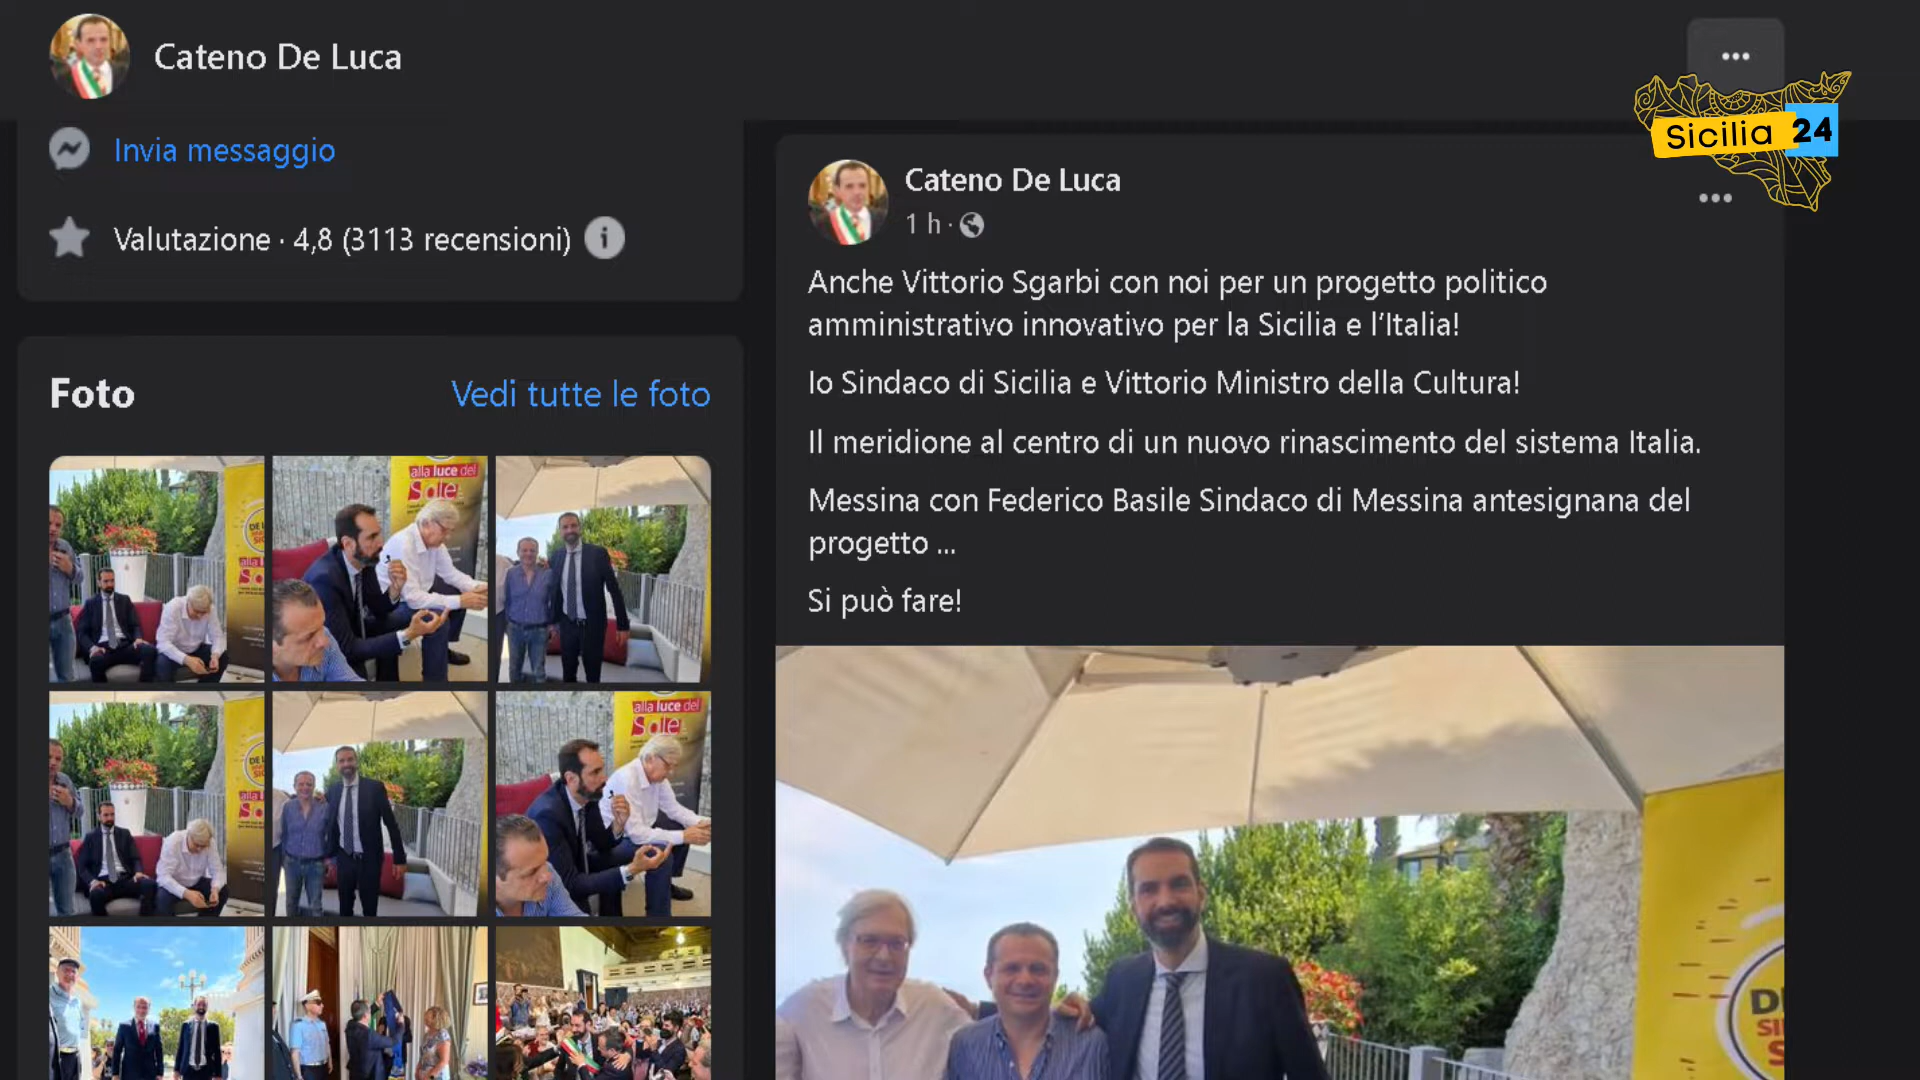 Cateno De Luca
Sicilia 24
Invia messaggio
Valutazione · 4,8 (3113 recensioni)
Foto
Vedi tutte le foto
alla luce del
Sole
alla luce del
Sole
Cateno De Luca
1 h ·
Anche Vittorio Sgarbi con noi per un progetto politico
amministrativo innovativo per la Sicilia e l’Italia!
Io Sindaco di Sicilia e Vittorio Ministro della Cultura!
Il meridione al centro di un nuovo rinascimento del sistema Italia.
Messina con Federico Basile Sindaco di Messina antesignana del
progetto ...
Si può fare!